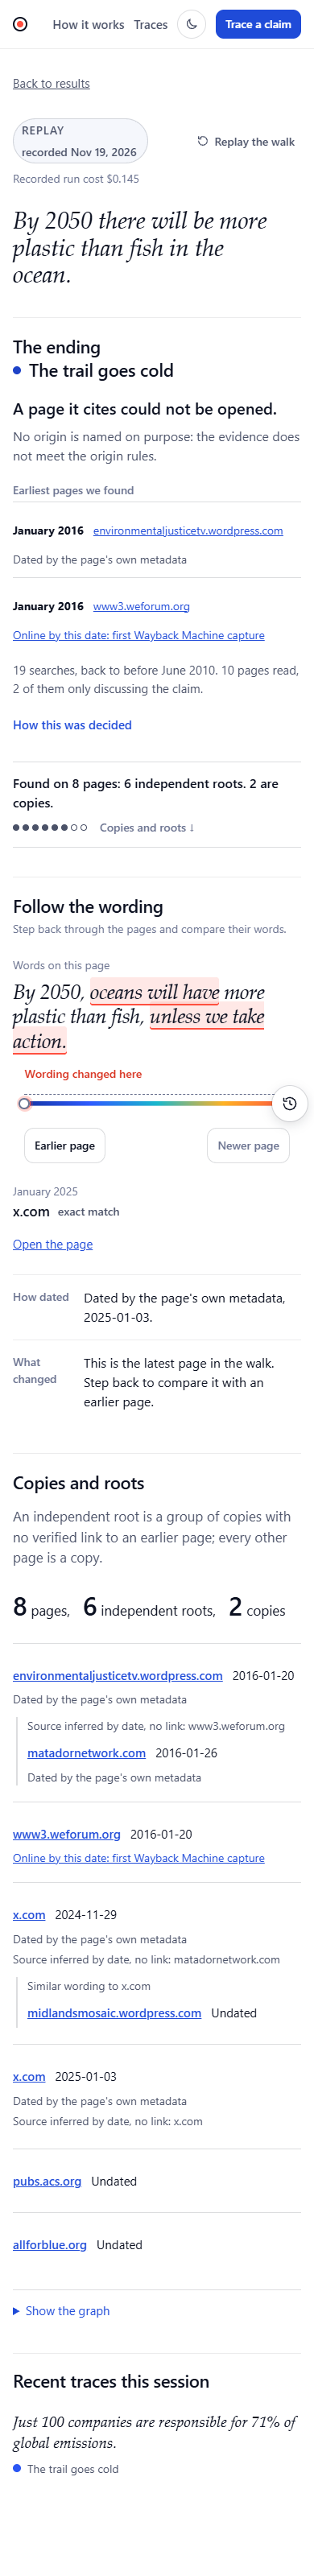 How it works Traces Trace a claim
Back to results
REPLAY
recorded Nov 19, 2026
Replay the walk
Recorded run cost $0.145
By 2050 there will be more
plastic than fish in the
ocean.
The ending
The trail goes cold
A page it cites could not be opened.
No origin is named on purpose: the evidence does
not meet the origin rules.
Earliest pages we found
January 2016 environmentaljusticetv.wordpress.com
Dated by the page's own metadata
January 2016 www3.weforum.org
Online by this date: first Wayback Machine capture
19 searches, back to before June 2010. 10 pages read,
2 of them only discussing the claim.
How this was decided
Found on 8 pages: 6 independent roots. 2 are
copies.
Copies and roots ↓
Follow the wording
Step back through the pages and compare their words.
Words on this page
By 2050, oceans will have more
plastic than fish, unless we take
action.
Wording changed here
Earlier page Newer page
January 2025
x.com exact match
Open the page
How dated Dated by the page's own metadata,
2025-01-03.
What
changed
This is the latest page in the walk.
Step back to compare it with an
earlier page.
Copies and roots
An independent root is a group of copies with
no verified link to an earlier page; every other
page is a copy.
8 pages, 6 independent roots, 2 copies
environmentaljusticetv.wordpress.com 2016-01-20
Dated by the page's own metadata
Source inferred by date, no link: www3.weforum.org
matadornetwork.com 2016-01-26
Dated by the page's own metadata
www3.weforum.org 2016-01-20
Online by this date: first Wayback Machine capture
x.com 2024-11-29
Dated by the page's own metadata
Source inferred by date, no link: matadornetwork.com
Similar wording to x.com
midlandsmosaic.wordpress.com Undated
x.com 2025-01-03
Dated by the page's own metadata
Source inferred by date, no link: x.com
pubs.acs.org Undated
allforblue.org Undated
Show the graph
Recent traces this session
Just 100 companies are responsible for 71% of
global emissions.
The trail goes cold